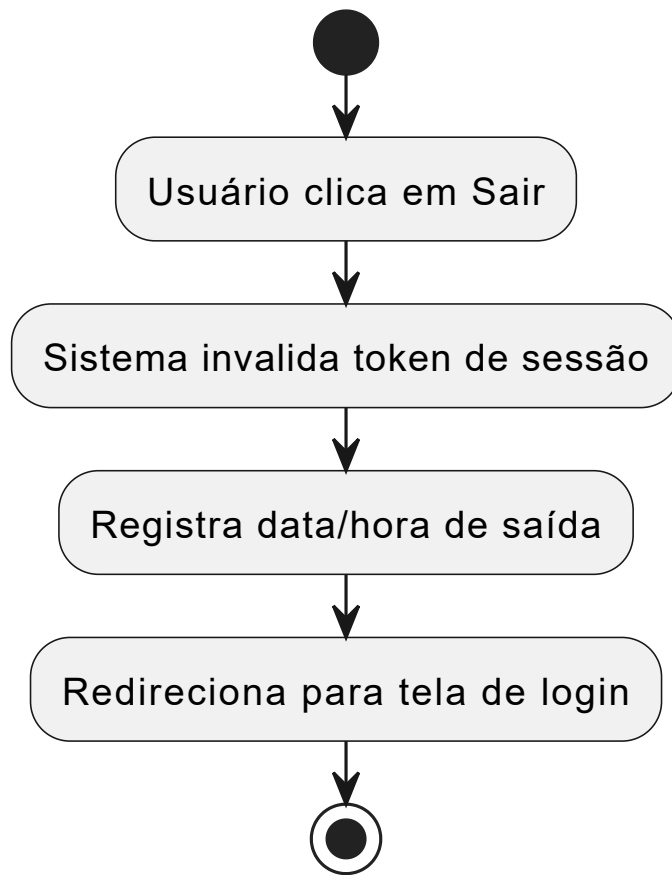 Usuário clica em Sair
Sistema invalida token de sessão
Registra data/hora de saída
Redireciona para tela de login